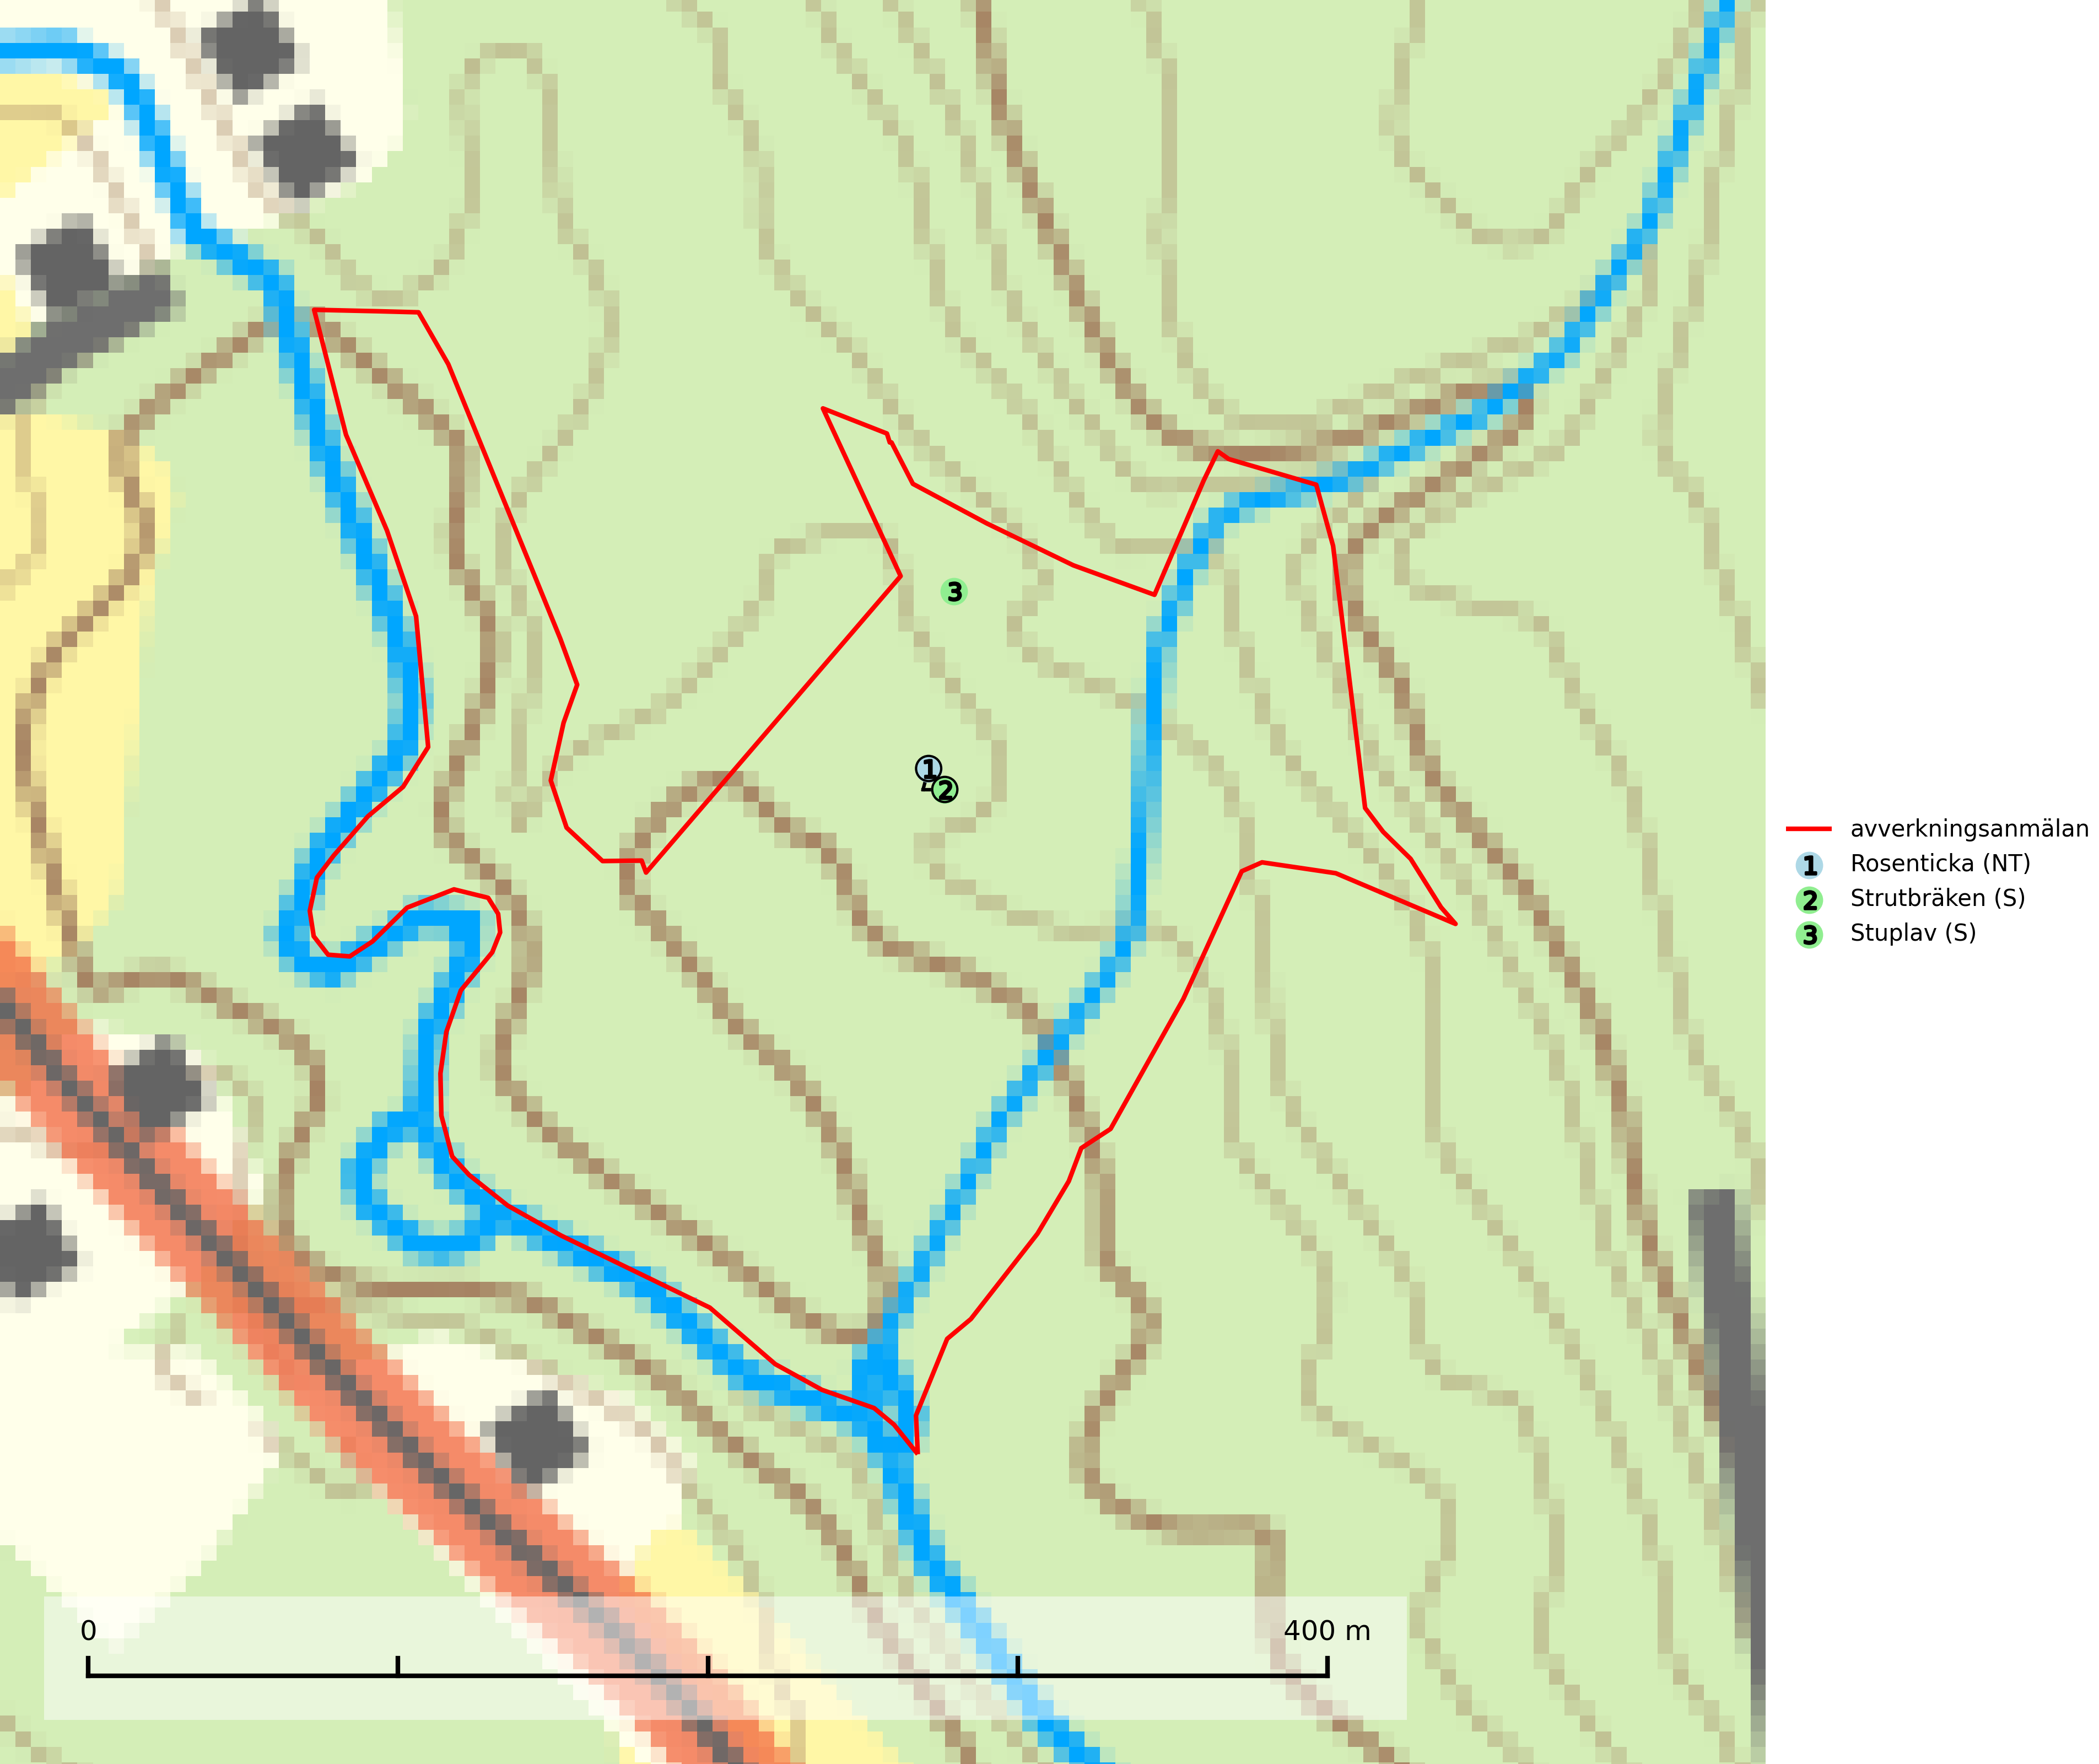 3
1
2
avverkningsanmälan
1 Rosenticka (NT)
2 Strutbräken (S)
3 Stuplav (S)
0 400 m